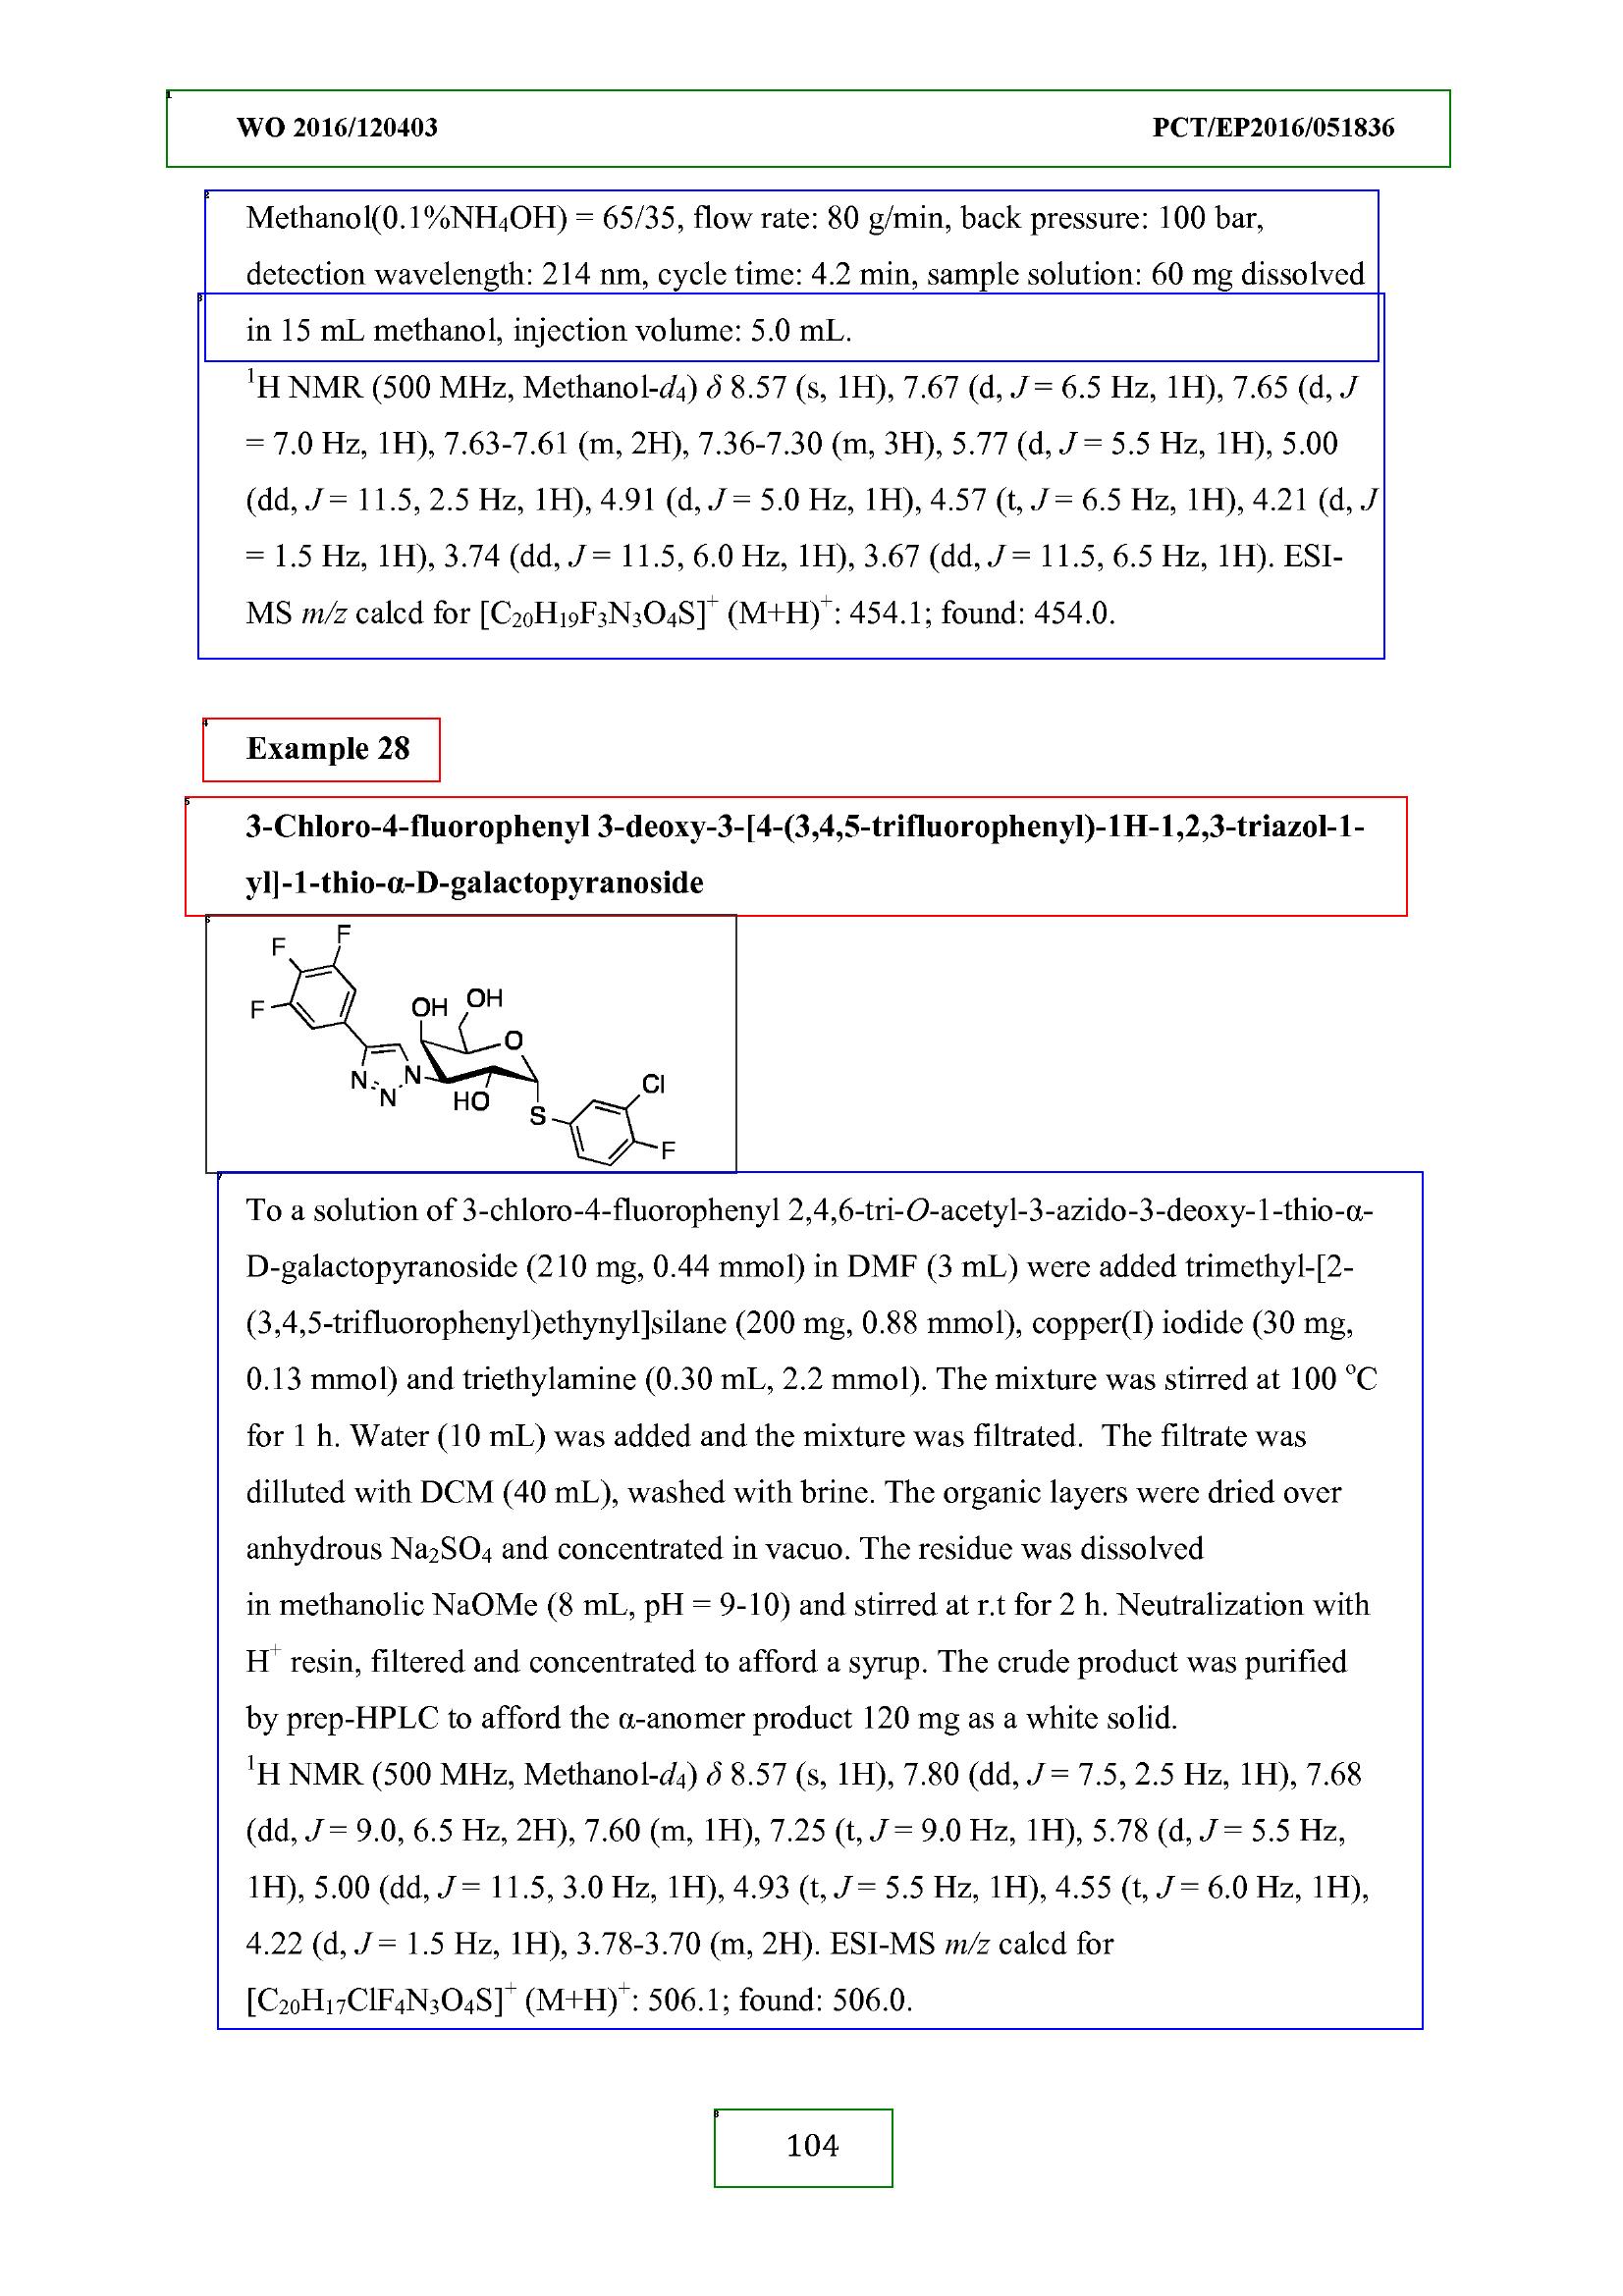 WO 2016/120403 PCT/EP2016/051836
Methanol(0.1%NH₄OH) = 65/35, flow rate: 80 g/min, back pressure: 100 bar,
detection wavelength: 214 nm, cycle time: 4.2 min, sample solution: 60 mg dissolved
in 15 mL methanol, injection volume: 5.0 mL.
¹H NMR (500 MHz, Methanol-d₄) δ 8.57 (s, 1H), 7.67 (d, J = 6.5 Hz, 1H), 7.65 (d, J
= 7.0 Hz, 1H), 7.63-7.61 (m, 2H), 7.36-7.30 (m, 3H), 5.77 (d, J = 5.5 Hz, 1H), 5.00
(dd, J = 11.5, 2.5 Hz, 1H), 4.91 (d, J = 5.0 Hz, 1H), 4.57 (t, J = 6.5 Hz, 1H), 4.21 (d, J
= 1.5 Hz, 1H), 3.74 (dd, J = 11.5, 6.0 Hz, 1H), 3.67 (dd, J = 11.5, 6.5 Hz, 1H). ESI-
MS m/z calcd for [C₂₀H₁₉F₃N₃O₄S]⁺ (M+H)⁺: 454.1; found: 454.0.
Example 28
3-Chloro-4-fluorophenyl 3-deoxy-3-[4-(3,4,5-trifluorophenyl)-1H-1,2,3-triazol-1-
yl]-1-thio-α-D-galactopyranoside
F F
F OH OH
O
N N N HO Cl
S
F
To a solution of 3-chloro-4-fluorophenyl 2,4,6-tri-O-acetyl-3-azido-3-deoxy-1-thio-α-
D-galactopyranoside (210 mg, 0.44 mmol) in DMF (3 mL) were added trimethyl-[2-
(3,4,5-trifluorophenyl)ethynyl]silane (200 mg, 0.88 mmol), copper(I) iodide (30 mg,
0.13 mmol) and triethylamine (0.30 mL, 2.2 mmol). The mixture was stirred at 100 °C
for 1 h. Water (10 mL) was added and the mixture was filtrated.  The filtrate was
dilluted with DCM (40 mL), washed with brine. The organic layers were dried over
anhydrous Na₂SO₄ and concentrated in vacuo. The residue was dissolved
in methanolic NaOMe (8 mL, pH = 9-10) and stirred at r.t for 2 h. Neutralization with
H⁺ resin, filtered and concentrated to afford a syrup. The crude product was purified
by prep-HPLC to afford the α-anomer product 120 mg as a white solid.
¹H NMR (500 MHz, Methanol-d₄) δ 8.57 (s, 1H), 7.80 (dd, J = 7.5, 2.5 Hz, 1H), 7.68
(dd, J = 9.0, 6.5 Hz, 2H), 7.60 (m, 1H), 7.25 (t, J = 9.0 Hz, 1H), 5.78 (d, J = 5.5 Hz,
1H), 5.00 (dd, J = 11.5, 3.0 Hz, 1H), 4.93 (t, J = 5.5 Hz, 1H), 4.55 (t, J = 6.0 Hz, 1H),
4.22 (d, J = 1.5 Hz, 1H), 3.78-3.70 (m, 2H). ESI-MS m/z calcd for
[C₂₀H₁₇ClF₄N₃O₄S]⁺ (M+H)⁺: 506.1; found: 506.0.
104